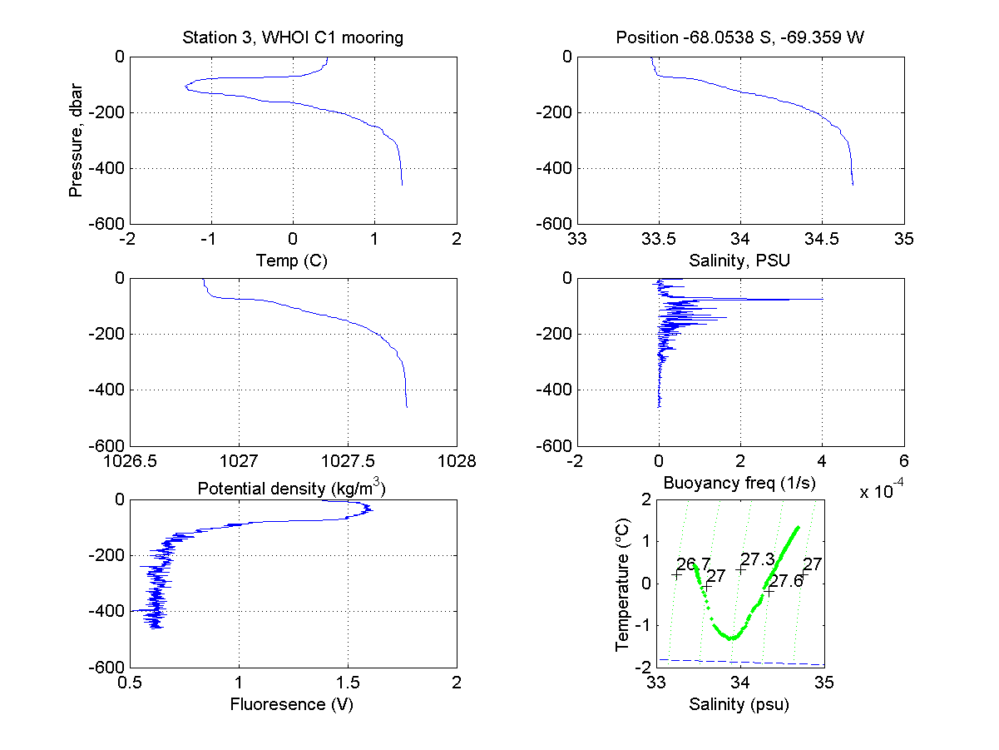 Station 3, WHOI C1 mooring
Position -68.0538 S, -69.359 W
0
-200
-400
-600
Pressure, dbar
-2 -1 0 1 2
Temp (C)
0
-200
-400
-600
33 33.5 34 34.5 35
Salinity, PSU
0
-200
-400
-600
1026.5 1027 1027.5 1028
Potential density (kg/m3)
0
-200
-400
-600
-2 0 2 4 6
Buoyancy freq (1/s)
x 10-4
0
-200
-400
-600
0.5 1 1.5 2
Fluoresence (V)
2
1
0
-1
-2
Temperature (°C)
26.7
27
27.3
27.6
27
33 34 35
Salinity (psu)